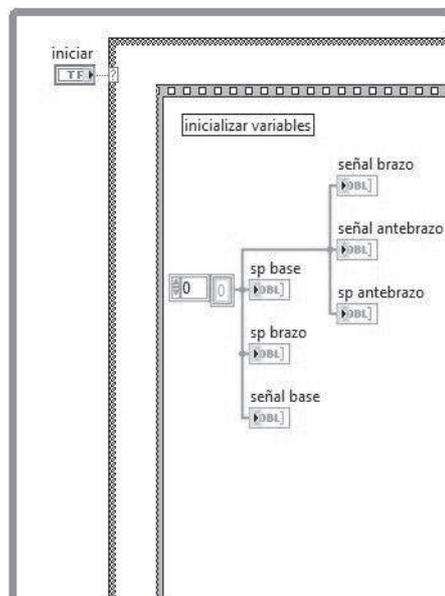 iniciar
TF
?
inicializar variables
señal brazo
DBL
señal antebrazo
DBL
sp base
DBL
sp antebrazo
DBL
0
0
sp brazo
DBL
señal base
DBL